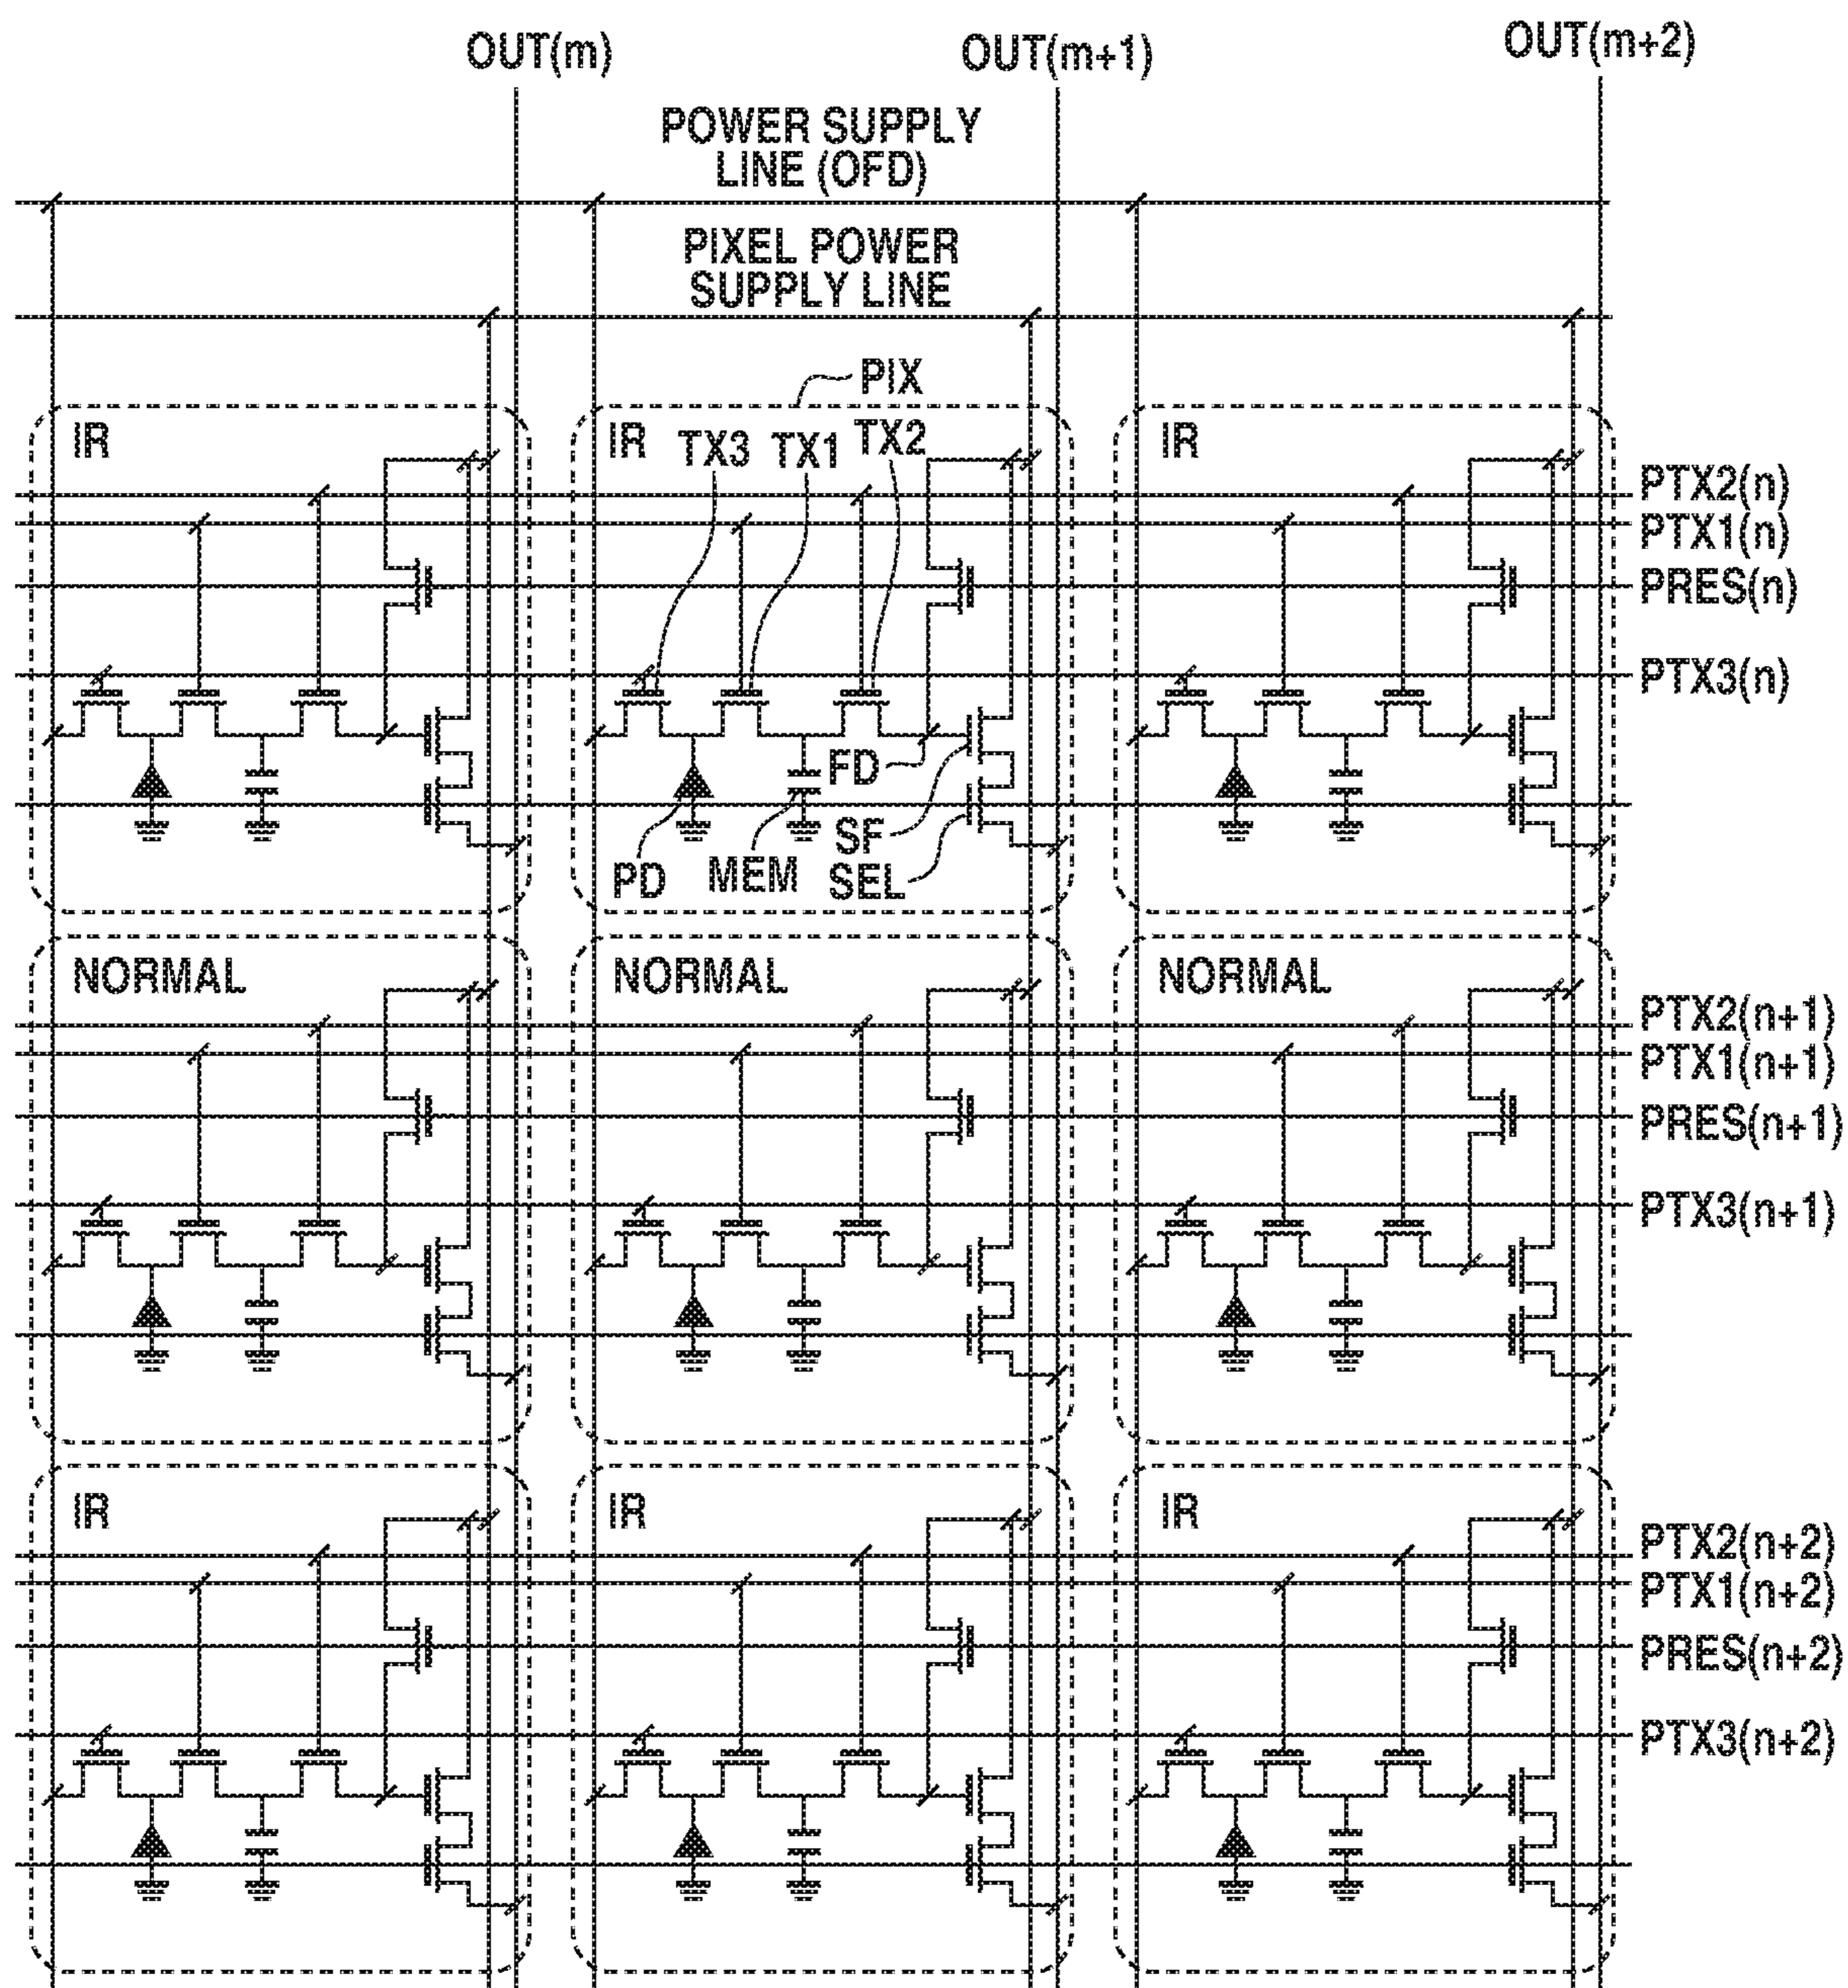 OUT(m)
OUT(m+1)
OUT(m+2)
POWER SUPPLY
LINE (OFD)
PIXEL POWER
SUPPLY LINE
PIX
IR
IR
TX3
TX1
TX2
IR
PTX2(n)
PTX1(n)
PRES(n)
PTX3(n)
FD
SF
PD
MEM
SEL
NORMAL
NORMAL
NORMAL
PTX2(n+1)
PTX1(n+1)
PRES(n+1)
PTX3(n+1)
IR
IR
IR
PTX2(n+2)
PTX1(n+2)
PRES(n+2)
PTX3(n+2)